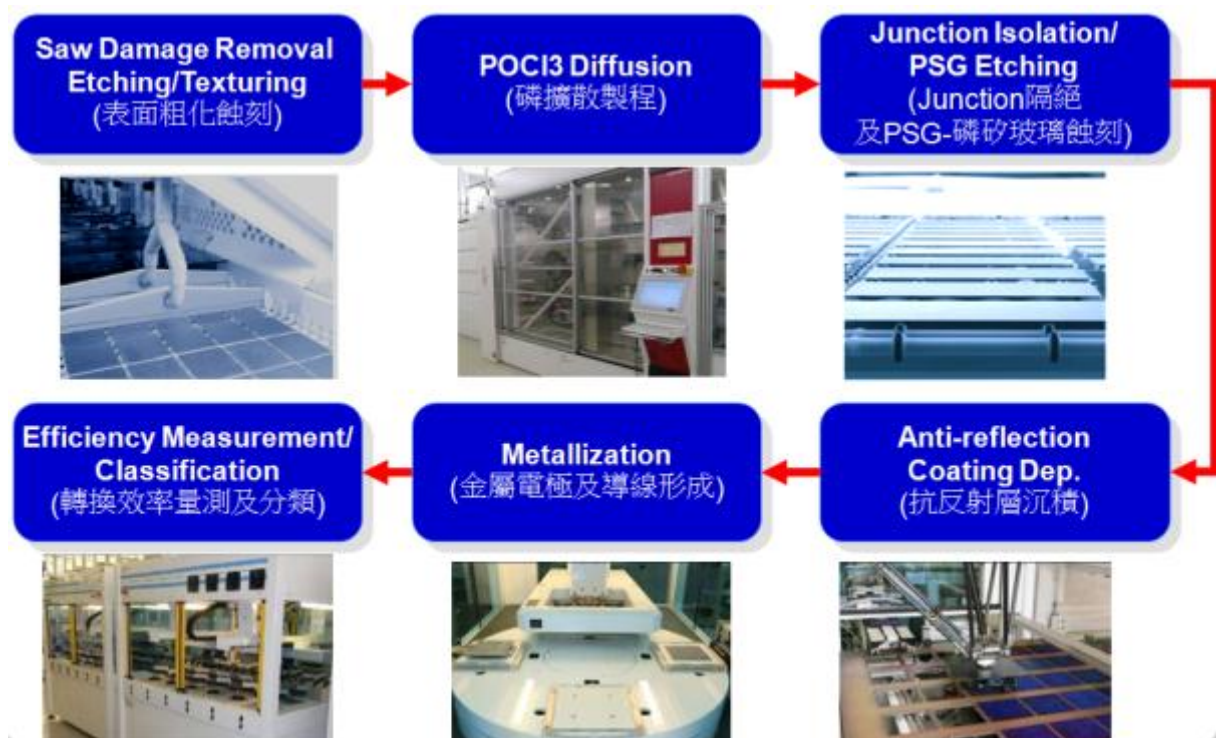 Saw Damage Removal
Etching/Texturing
(表面粗化蝕刻)
POCl3 Diffusion
(磷擴散製程)
Junction Isolation/
PSG Etching
(Junction隔絕
及PSG-磷矽玻璃蝕刻)
Efficiency Measurement/
Classification
(轉換效率量測及分類)
Metallization
(金屬電極及導線形成)
Anti-reflection
Coating Dep.
(抗反射層沉積)